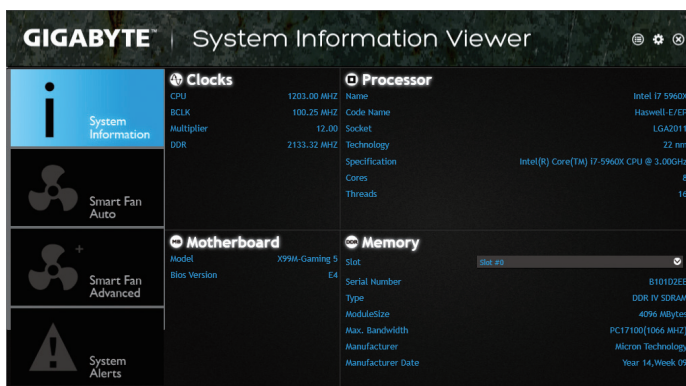 GIGABYTE™ | System Information Viewer
System
Information
Smart Fan
Auto
Smart Fan
Advanced
System
Alerts
Clocks
CPU 1203.00 MHZ
BCLK 100.25 MHZ
Multiplier 12.00
DDR 2133.32 MHZ
Processor
Name Intel i7 5960X
Code Name Haswell-E/EP
Socket LGA2011
Technology 22 nm
Specification Intel(R) Core(TM) i7-5960X CPU @ 3.00GHz
Cores 8
Threads 16
MB Motherboard
Model X99M-Gaming 5
Bios Version E4
DDR Memory
Slot Slot #0
Serial Number B101D2EE
Type DDR IV SDRAM
ModuleSize 4096 MBytes
Max. Bandwidth PC17100(1066 MHZ)
Manufacturer Micron Technology
Manufacturer Date Year 14,Week 09